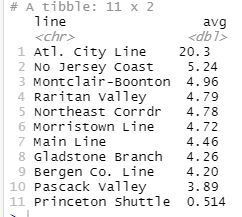 # A tibble: 11 x 2
line avg
<chr> <dbl>
1 Atl. City Line 20.3
2 No Jersey Coast 5.24
3 Montclair-Boonton 4.96
4 Raritan Valley 4.79
5 Northeast Corrdr 4.78
6 Morristown Line 4.72
7 Main Line 4.46
8 Gladstone Branch 4.26
9 Bergen Co. Line 4.20
10 Pascack Valley 3.89
11 Princeton Shuttle 0.514
>